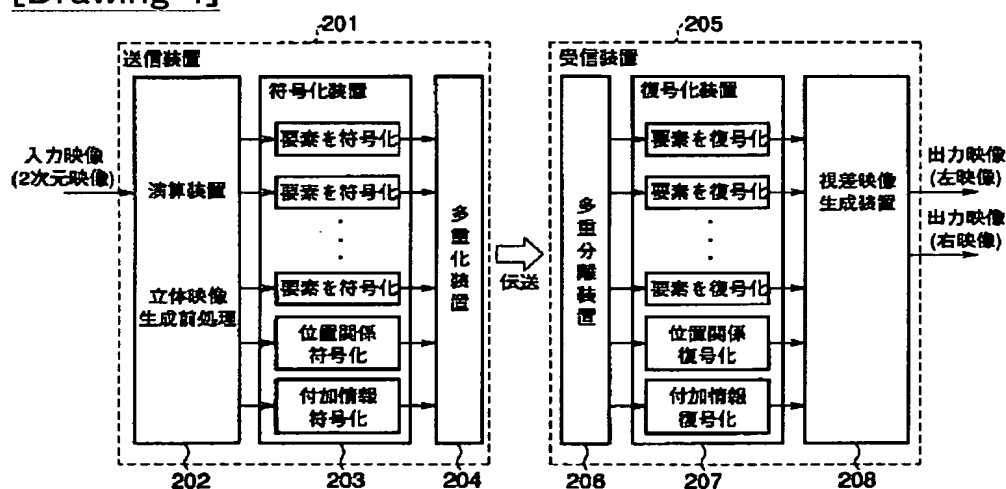 201
205
送信装置
受信装置
符号化装置
復号化装置
要素を符号化
要素を復号化
入力映像
(2次元映像)
演算装置
要素を符号化
多重化装置
伝送
多重分離装置
要素を復号化
視差映像
生成装置
出力映像
(左映像)
出力映像
(右映像)
立体映像
生成前処理
要素を符号化
要素を復号化
位置関係
符号化
位置関係
復号化
付加情報
符号化
付加情報
復号化
202
203
204
206
207
208